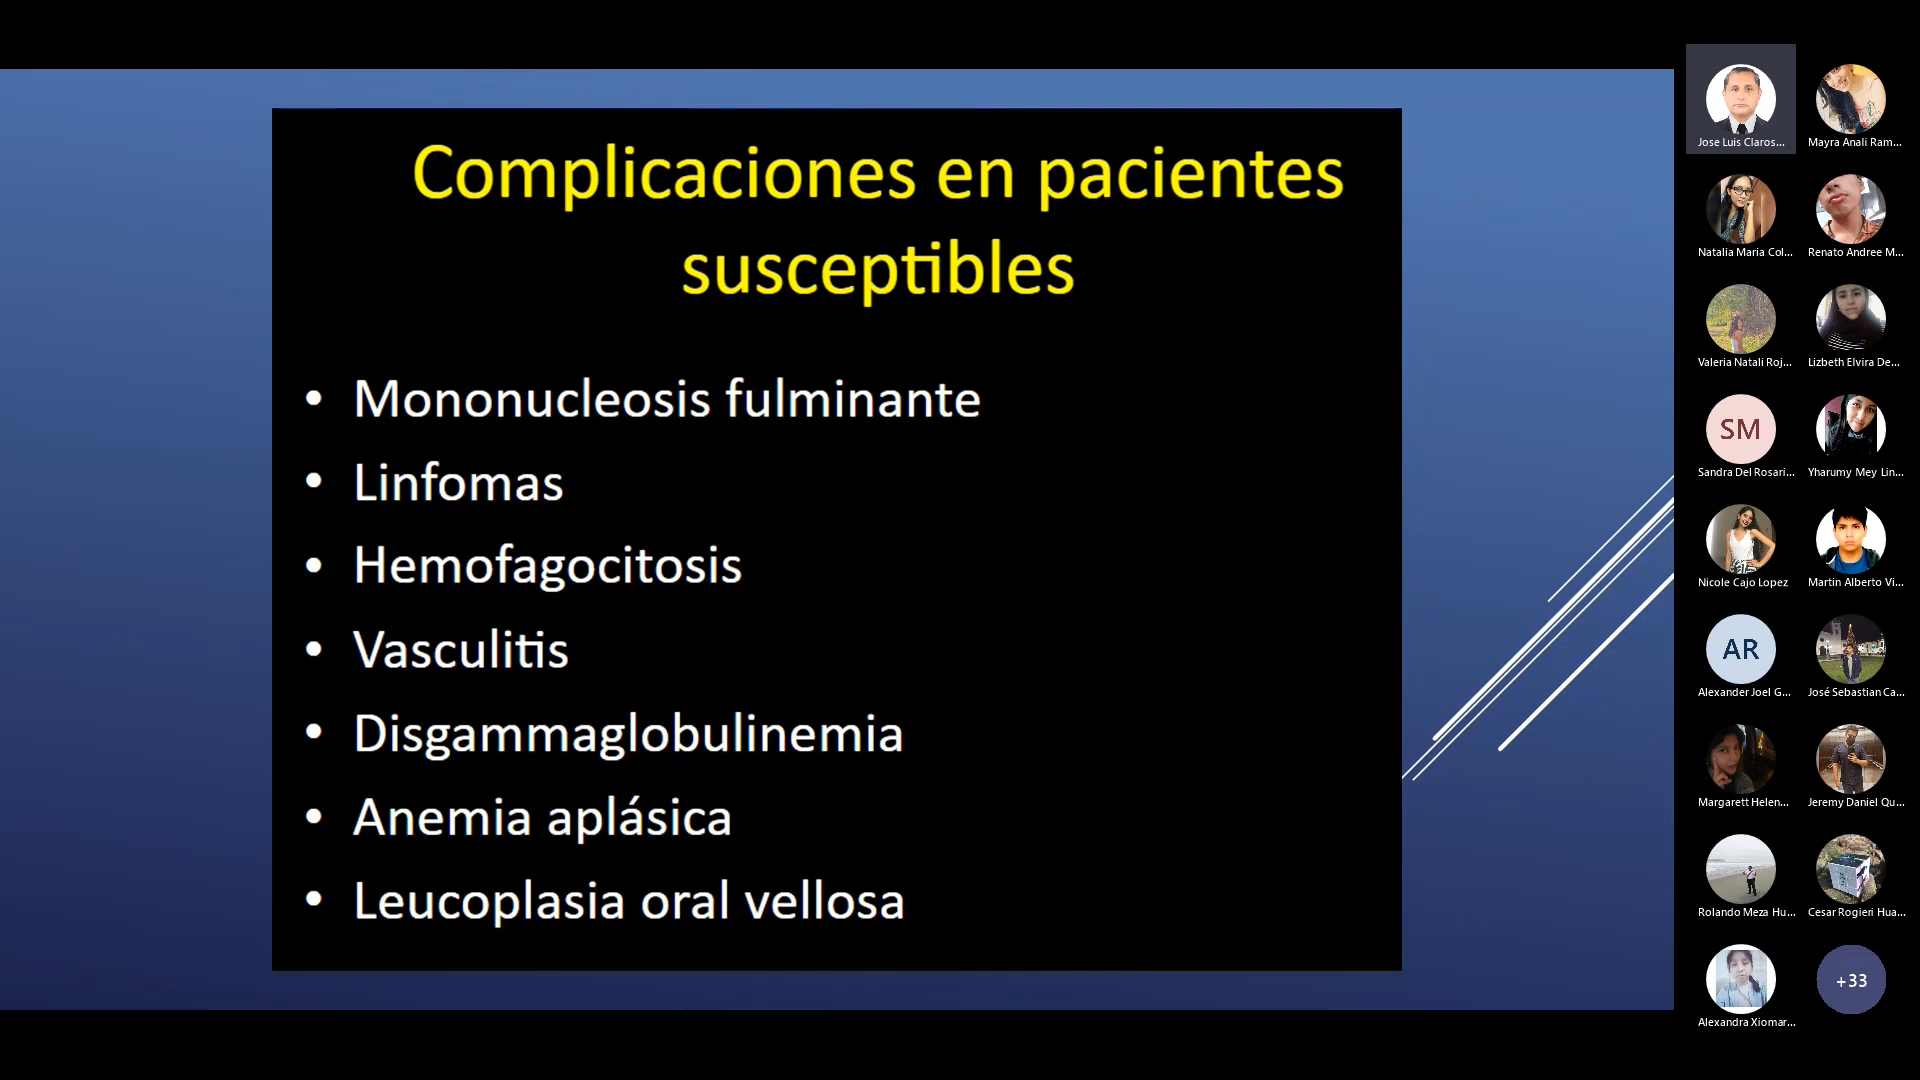 Complicaciones en pacientes
susceptibles
• Mononucleosis fulminante
• Linfomas
• Hemofagocitosis
• Vasculitis
• Disgammaglobulinemia
• Anemia aplásica
• Leucoplasia oral vellosa
Jose Luis Claros...
Mayra Anali Ram...
Natalia Maria Col...
Renato Andree M...
Valeria Natali Roj...
Lizbeth Elvira De...
SM
Sandra Del Rosari...
Yharumy Mey Lin...
Nicole Cajo Lopez
Martin Alberto Vi...
AR
Alexander Joel G...
José Sebastian Ca...
Margarett Helen...
Jeremy Daniel Qu...
Rolando Meza Hu...
Cesar Rogieri Hua...
Alexandra Xiomar...
+33